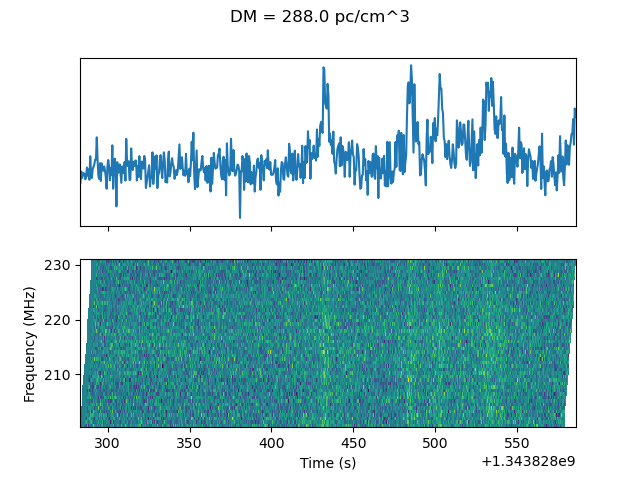 DM = 288.0 pc/cm^3
230
220
210
Frequency (MHz)
300 350 400 450 500 550
Time (s)
+1.343828e9